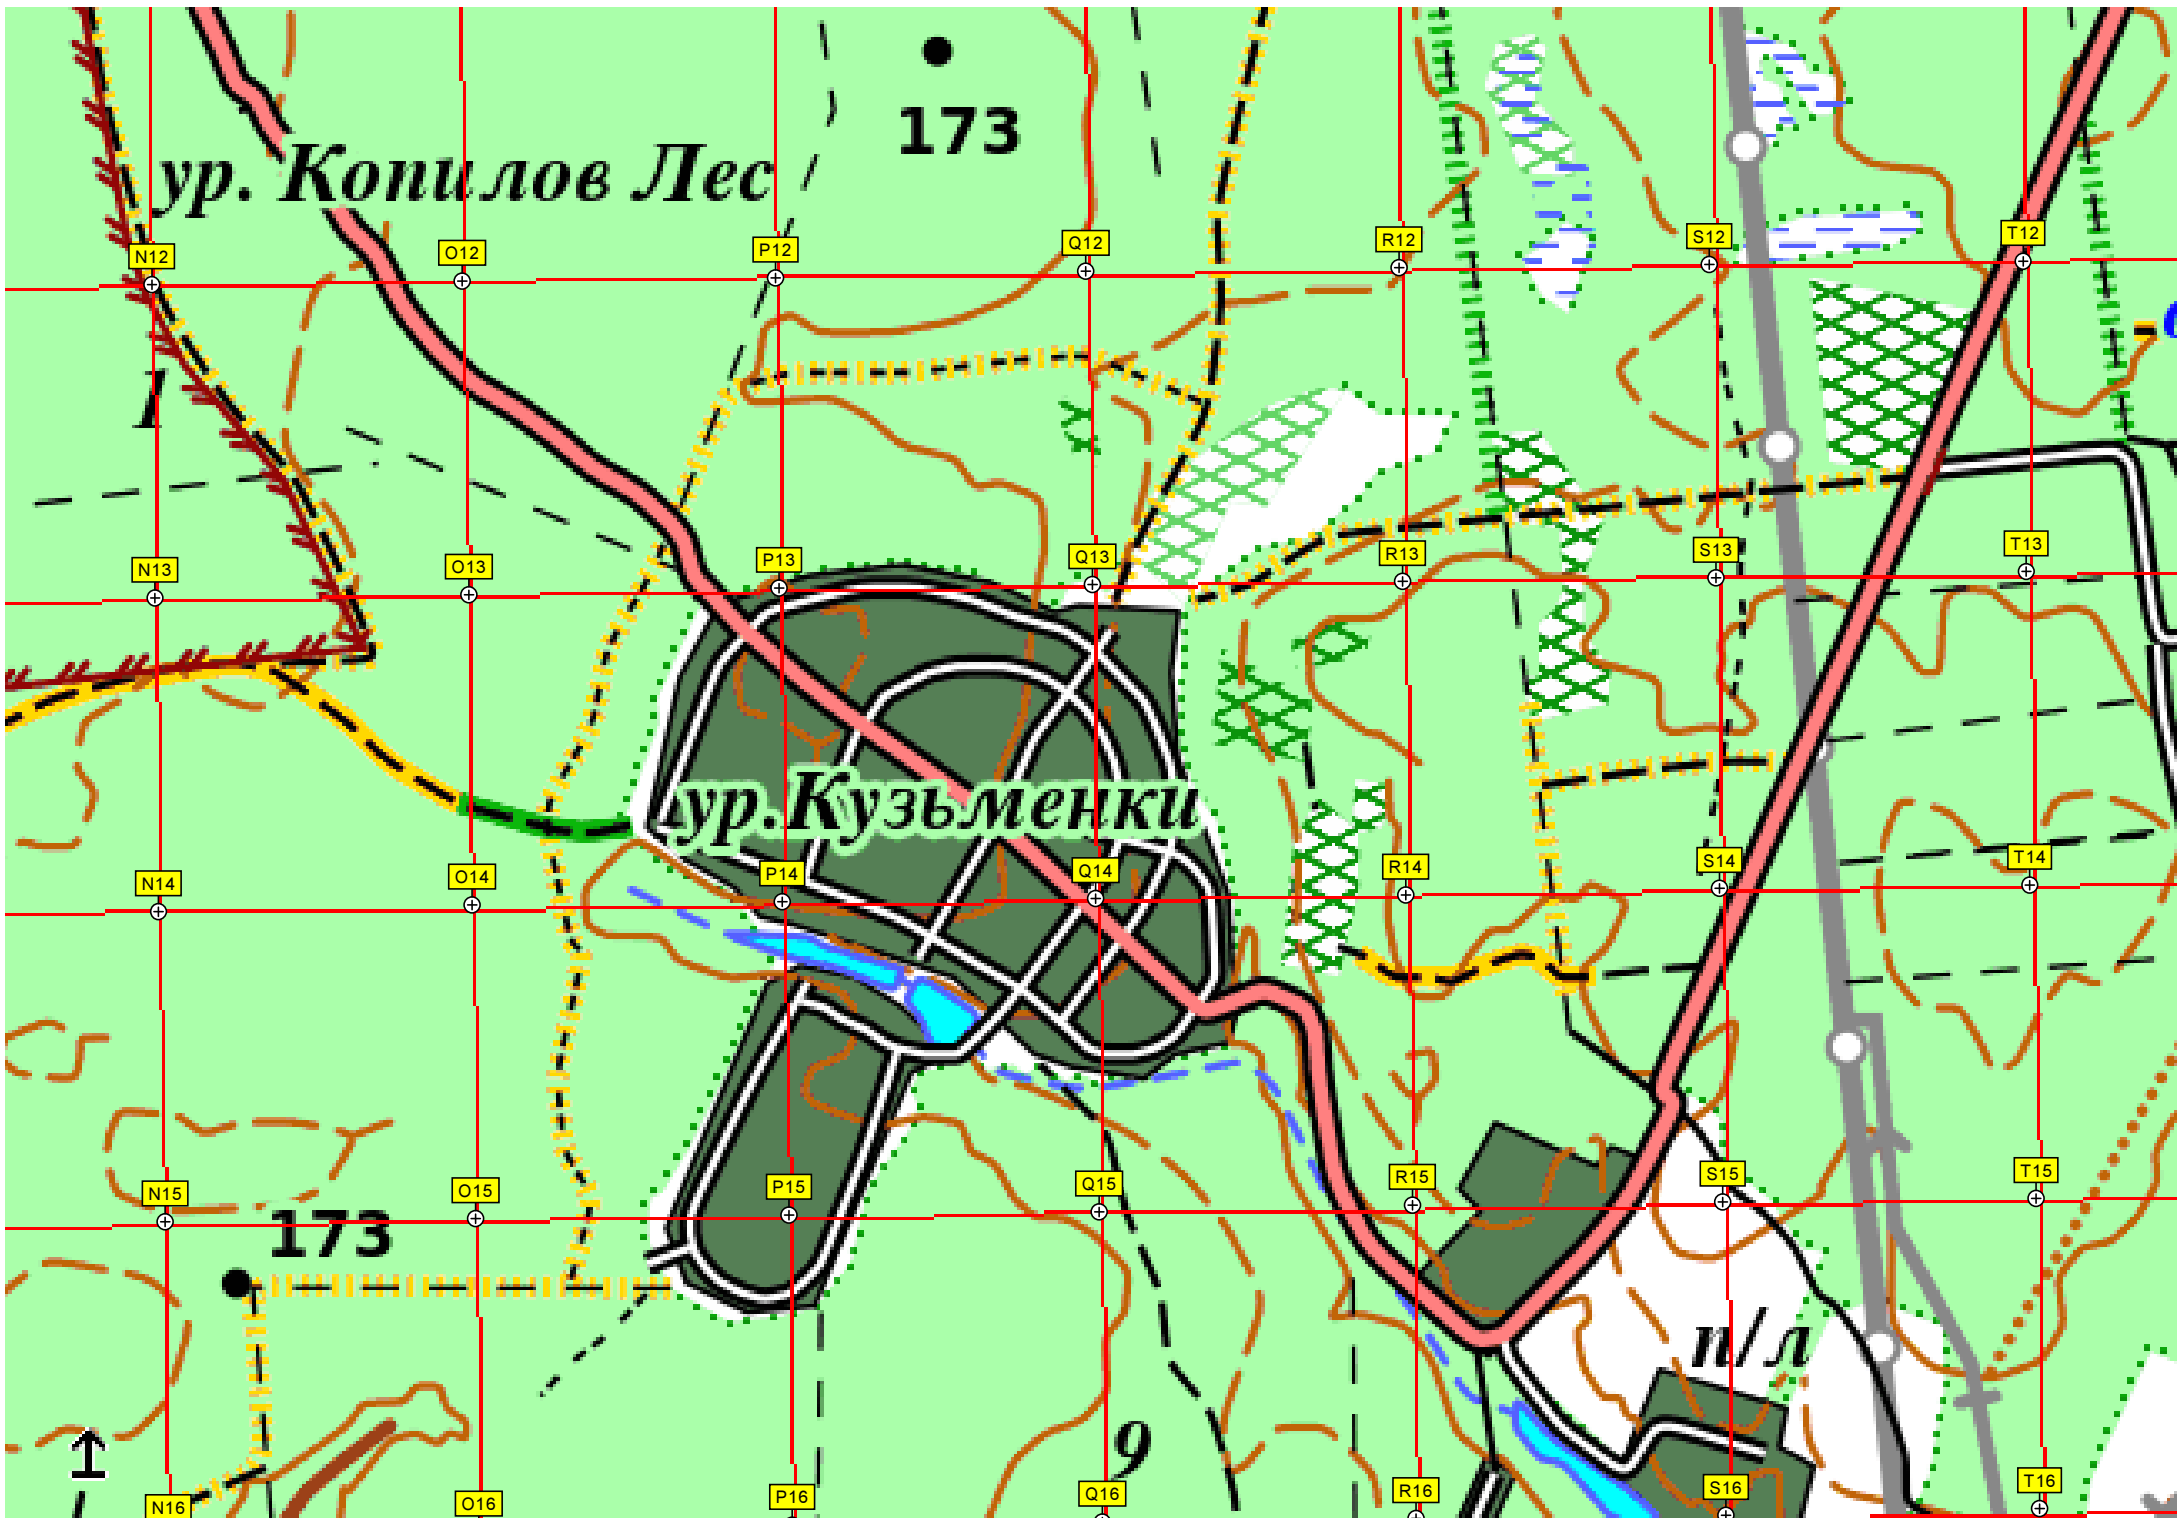 173
ур. Копилов Лес
N12 O12 P12 Q12 R12 S12 T12
1
N13 O13 P13 Q13 R13 S13 T13
ур.Кузьменки
N14 O14 P14 Q14 R14 S14 T14
N15 O15 P15 Q15 R15 S15 T15
173
п/л
9
N16 O16 P16 Q16 R16 S16 T16